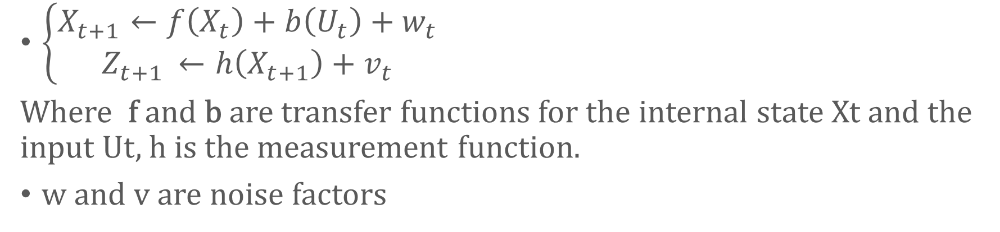 • { X_{t+1} ← f(X_t) + b(U_t) + w_t
Z_{t+1} ← h(X_{t+1}) + v_t
Where f and b are transfer functions for the internal state Xt and the
input Ut, h is the measurement function.
• w and v are noise factors